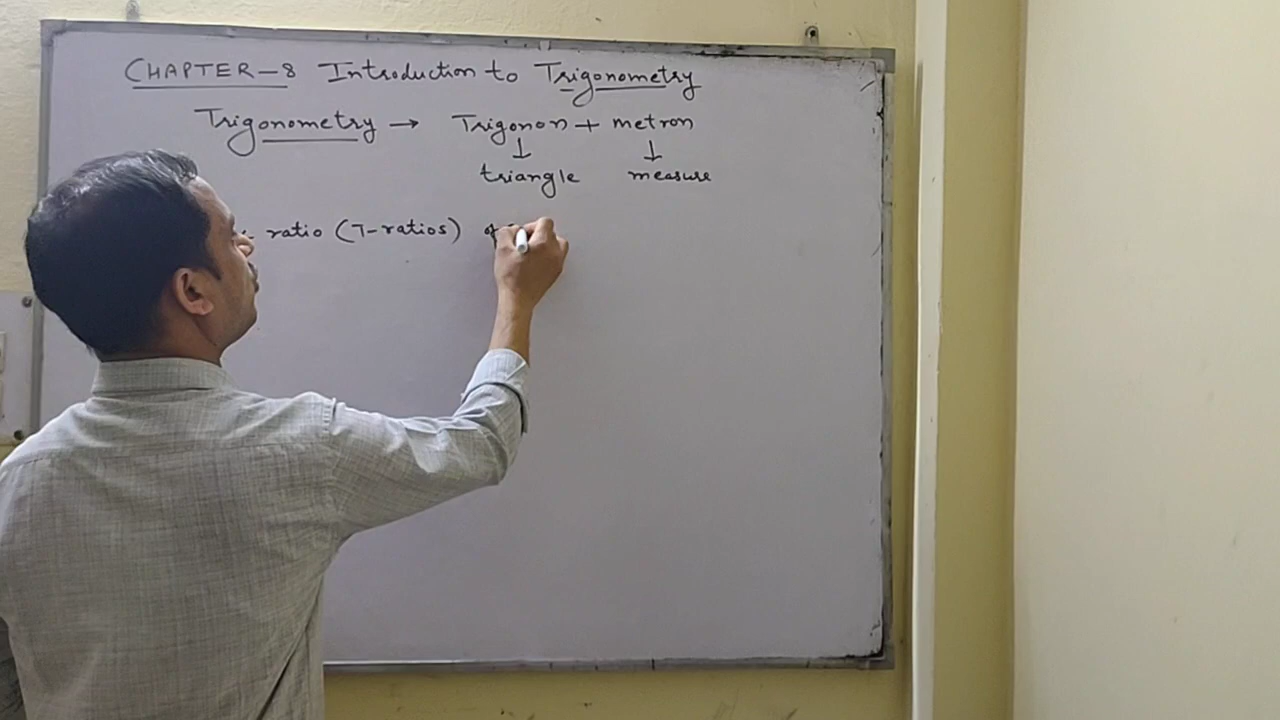 CHAPTER-8 Introduction to Trigonometry
Trigonometry → Trigonon + metron
↓ ↓
triangle measure
ratio (T-ratios) of